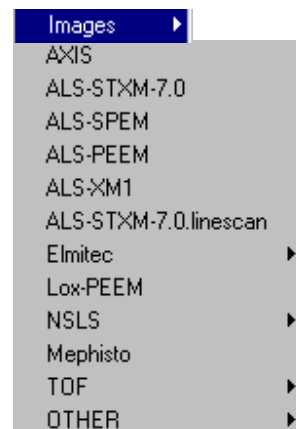 Images
AXIS
ALS-STXM-7.0
ALS-SPEM
ALS-PEEM
ALS-XM1
ALS-STXM-7.0.linescan
Elmitec
Lox-PEEM
NSLS
Mephisto
TOF
OTHER